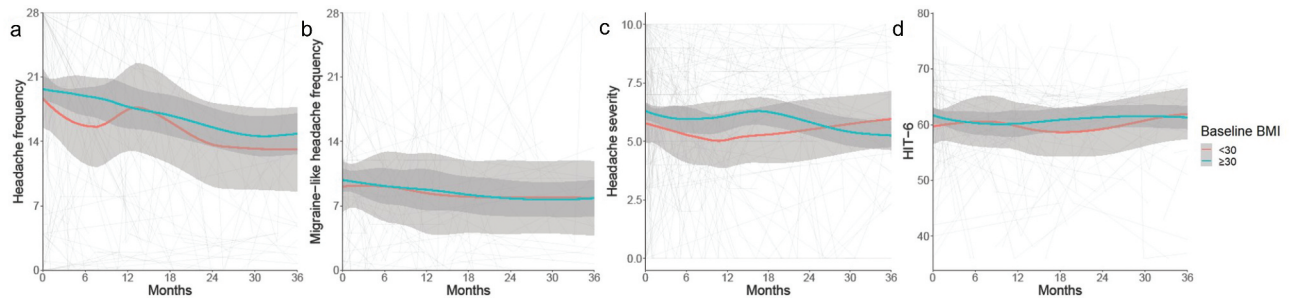 a
Headache frequency
28
21
14
7
0
0 6 12 18 24 30 36
Months
b
Migraine-like headache frequency
28
21
14
7
0
0 6 12 18 24 30 36
Months
c
Headache severity
10.0
7.5
5.0
2.5
0.0
0 6 12 18 24 30 36
Months
d
HIT-6
80
70
60
50
40
0 6 12 18 24 30 36
Months
Baseline BMI
<30
≥30